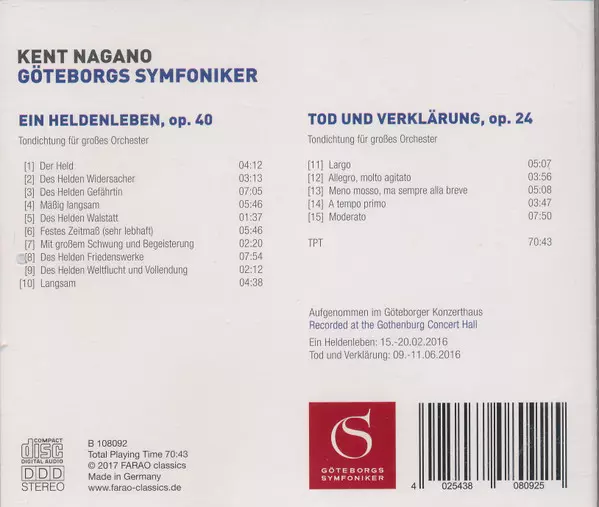 KENT NAGANO
GÖTEBORGS SYMFONIKER
EIN HELDENLEBEN, op. 40
Tondichtung für großes Orchester
[1] Der Held 04:12
[2] Des Helden Widersacher 03:13
[3] Des Helden Gefährtin 07:05
[4] Mäßig langsam 05:46
[5] Des Helden Walstatt 01:37
[6] Festes Zeitmaß (sehr lebhaft) 05:46
[7] Mit großem Schwung und Begeisterung 02:20
[8] Des Helden Friedenswerke 07:54
[9] Des Helden Weltflucht und Vollendung 02:12
[10] Langsam 04:38
TOD UND VERKLÄRUNG, op. 24
Tondichtung für großes Orchester
[11] Largo 05:07
[12] Allegro, molto agitato 03:56
[13] Meno mosso, ma sempre alla breve 05:08
[14] A tempo primo 03:47
[15] Moderato 07:50
TPT 70:43
Aufgenommen im Göteborger Konzerthaus
Recorded at the Gothenburg Concert Hall
Ein Heldenleben: 15.-20.02.2016
Tod und Verklärung: 09.-11.06.2016
COMPACT
disc
DIGITAL AUDIO
DDD
STEREO
B 108092
Total Playing Time 70:43
© 2017 FARAO classics
Made in Germany
www.farao-classics.de
GS
GÖTEBORGS
SYMFONIKER
4 025438 080925